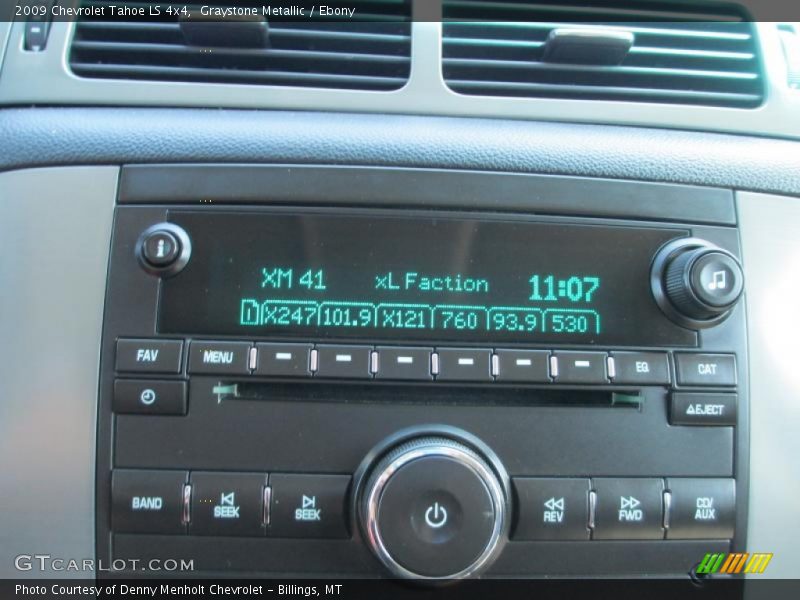 2009 Chevrolet Tahoe LS 4x4, Graystone Metallic / Ebony
i
XM 41 xL Faction 11:07
1 X247 101.9 X121 760 93.9 530
FAV MENU EQ CAT
EJECT
BAND SEEK SEEK REV FWD CD/AUX
GTCARLOT.COM
Photo Courtesy of Denny Menholt Chevrolet - Billings, MT